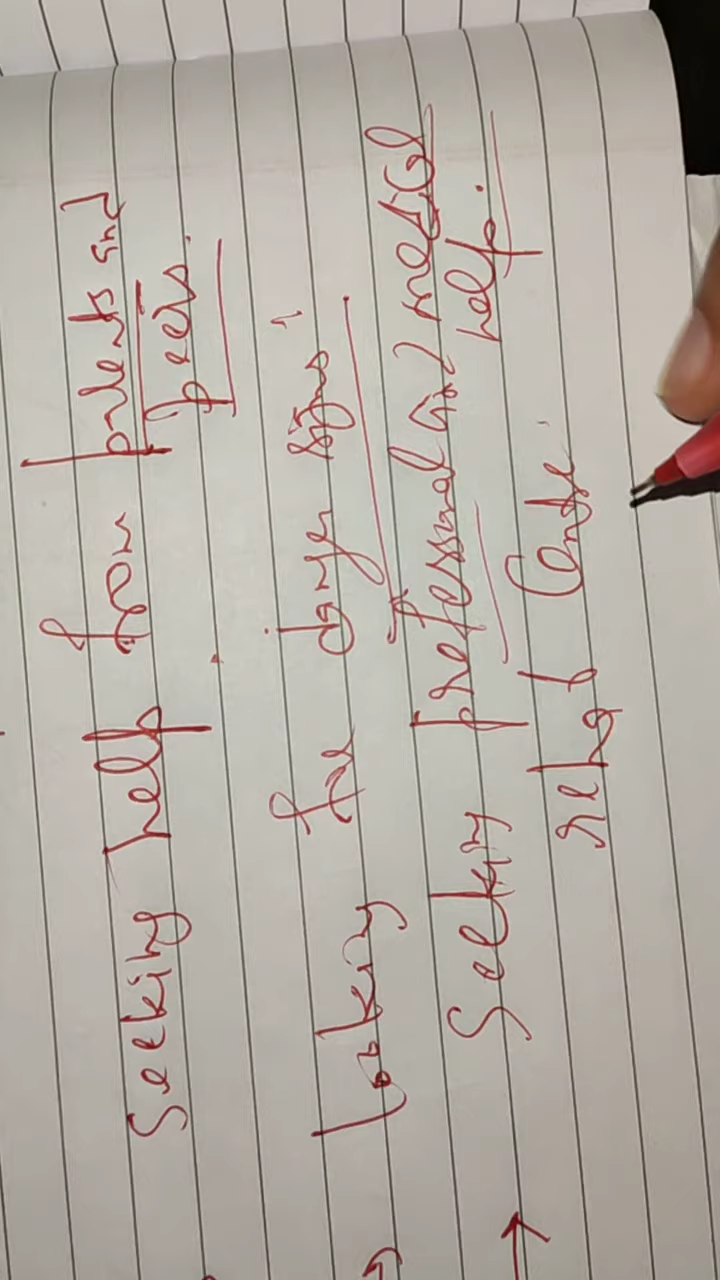 Seeking help from parents and
peers.
Looking for danger signs
→ Seeking professional and medical
help.
rehab Centre.